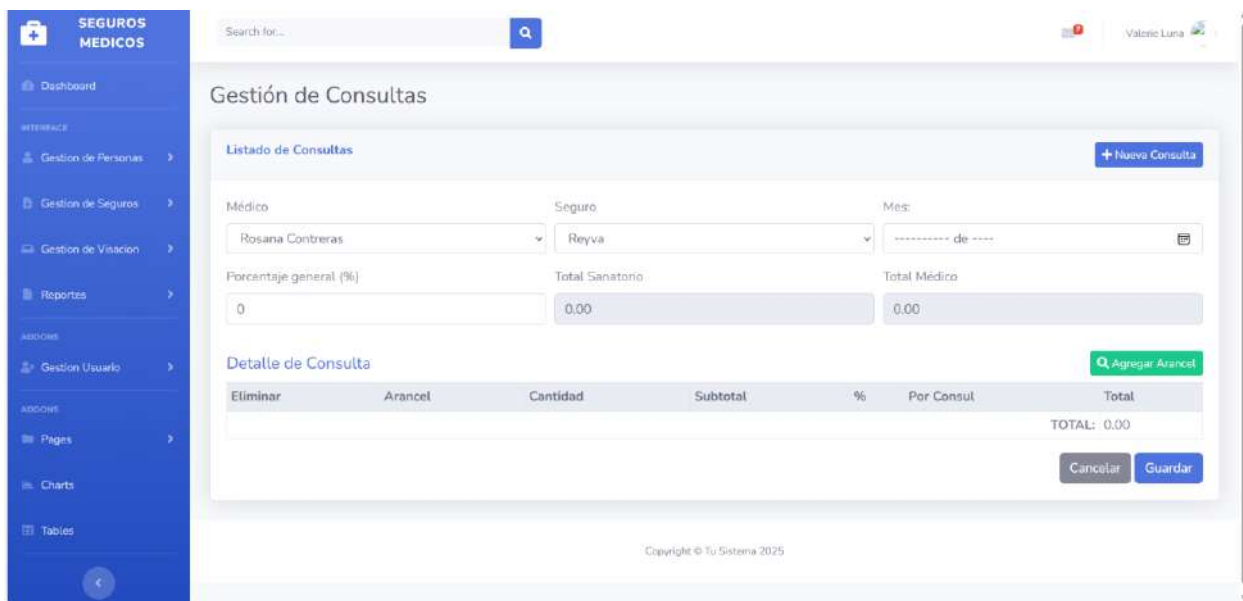 SEGUROS
MEDICOS
Search for...
Valerie Luna
Dashboard
INTERFACE
Gestion de Personas
Gestion de Seguros
Gestion de Visacion
Reportes
ADDONS
Gestion Usuario
ADDONS
Pages
Charts
Tables
Gestión de Consultas
Listado de Consultas
+ Nueva Consulta
Médico
Seguro
Mes:
Rosana Contreras
Reyva
---------- de ----
Porcentaje general (%)
Total Sanatorio
Total Médico
0
0.00
0.00
Detalle de Consulta
Agregar Arancel
Eliminar Arancel Cantidad Subtotal % Por Consul Total
TOTAL: 0.00
Cancelar
Guardar
Copyright © Tu Sistema 2025